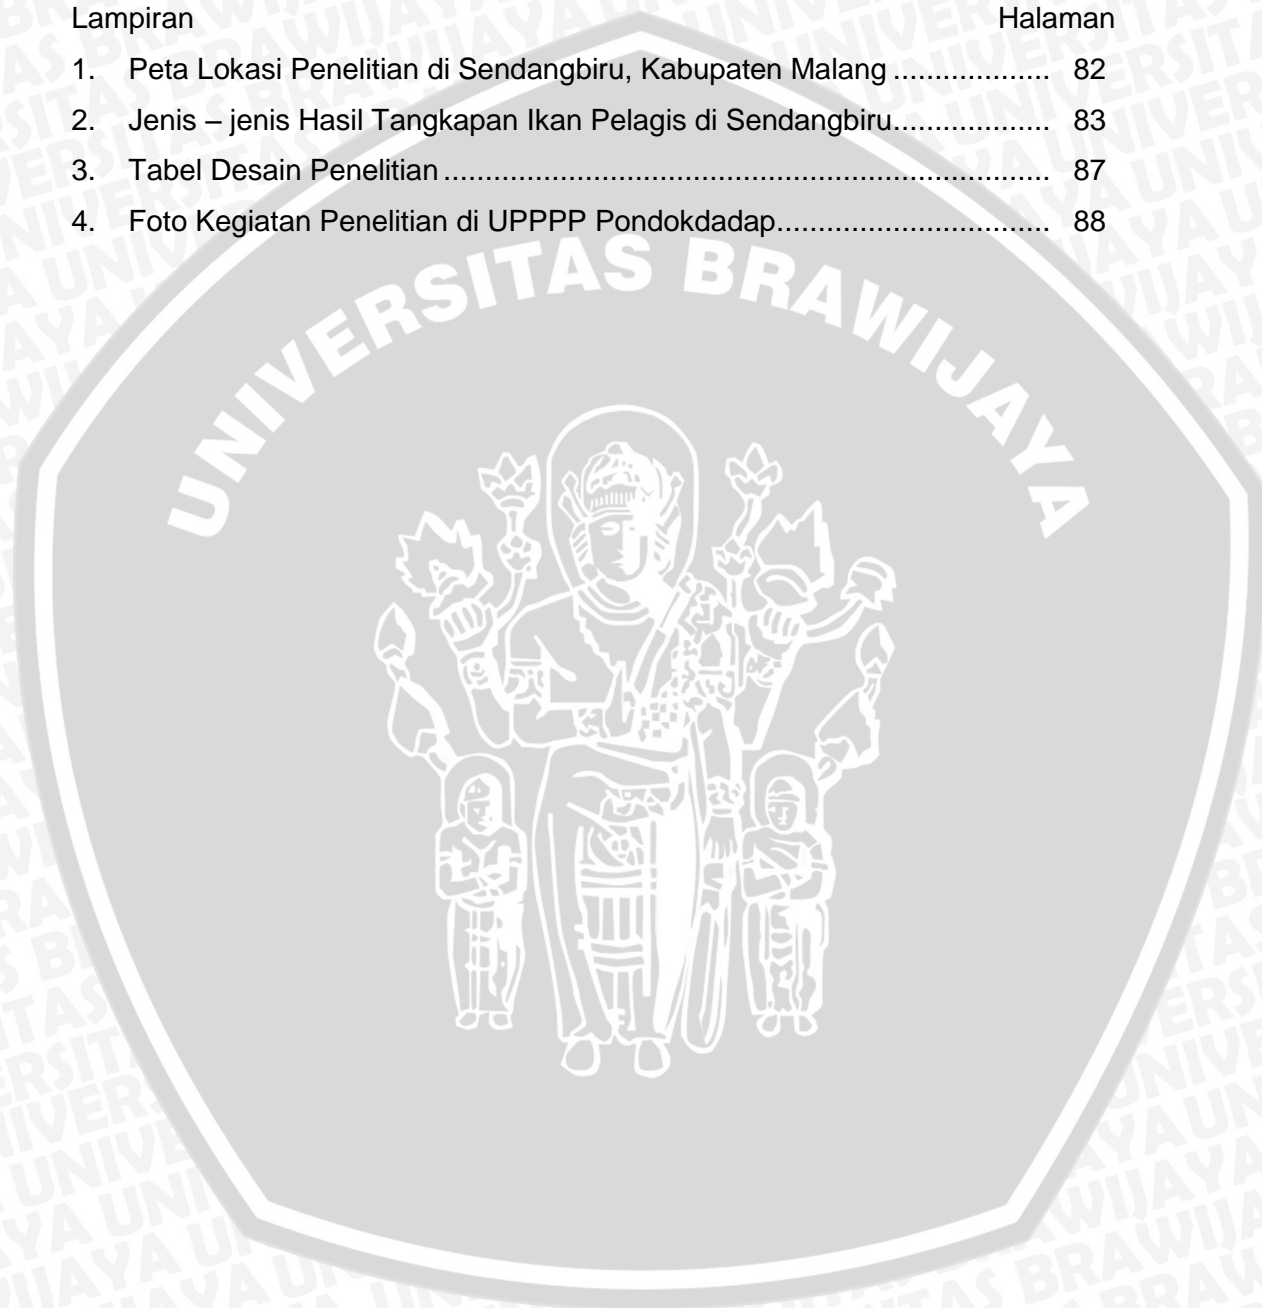 Lampiran Halaman
1. Peta Lokasi Penelitian di Sendangbiru, Kabupaten Malang ................... 82
2. Jenis – jenis Hasil Tangkapan Ikan Pelagis di Sendangbiru................... 83
3. Tabel Desain Penelitian ......................................................................... 87
4. Foto Kegiatan Penelitian di UPPPP Pondokdadap................................. 88
UNIVERSITAS BRAWIJAYA